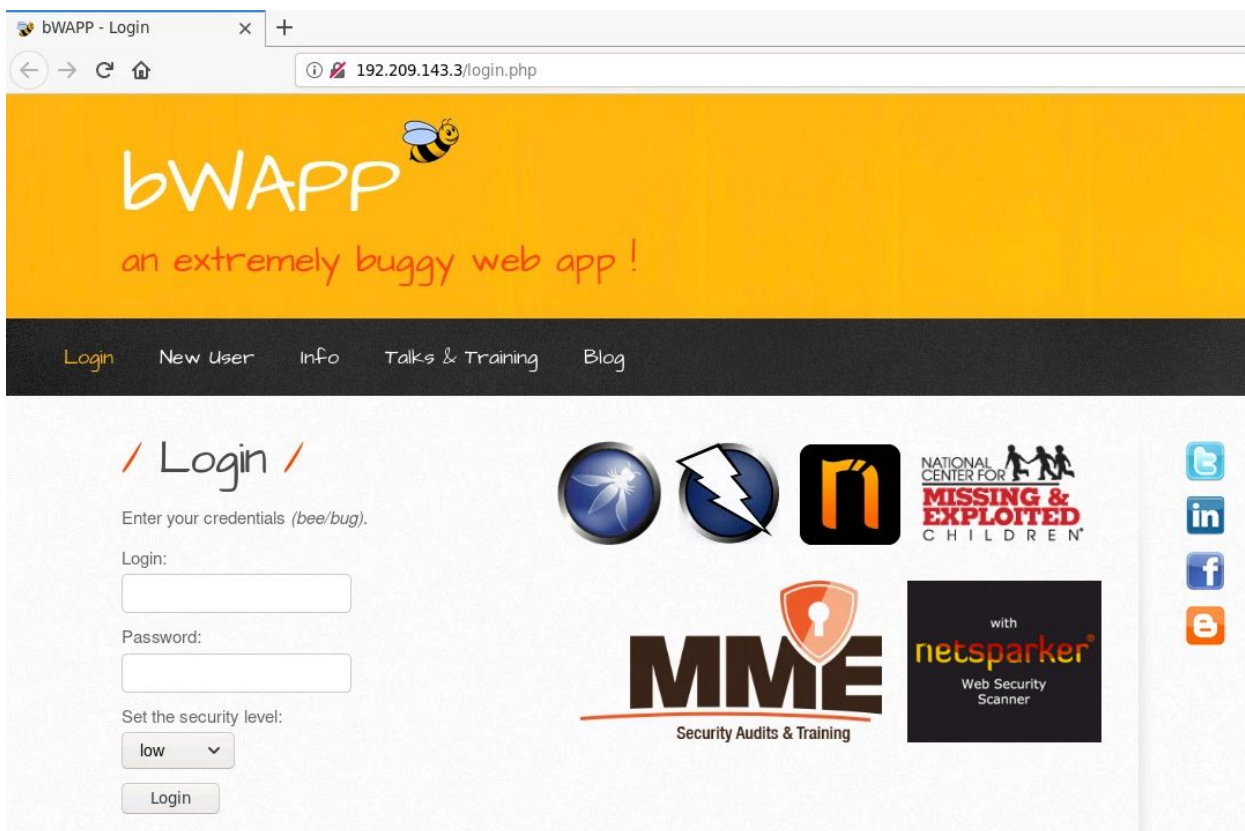 bWAPP - Login
192.209.143.3/login.php
bWAPP
an extremely buggy web app !
Login New User Info Talks & Training Blog
/ Login /
Enter your credentials (bee/bug).
Login:
Password:
Set the security level:
low
Login
NATIONAL
CENTER FOR
MISSING &
EXPLOITED
CHILDREN®
MME
Security Audits & Training
with
netsparker®
Web Security
Scanner